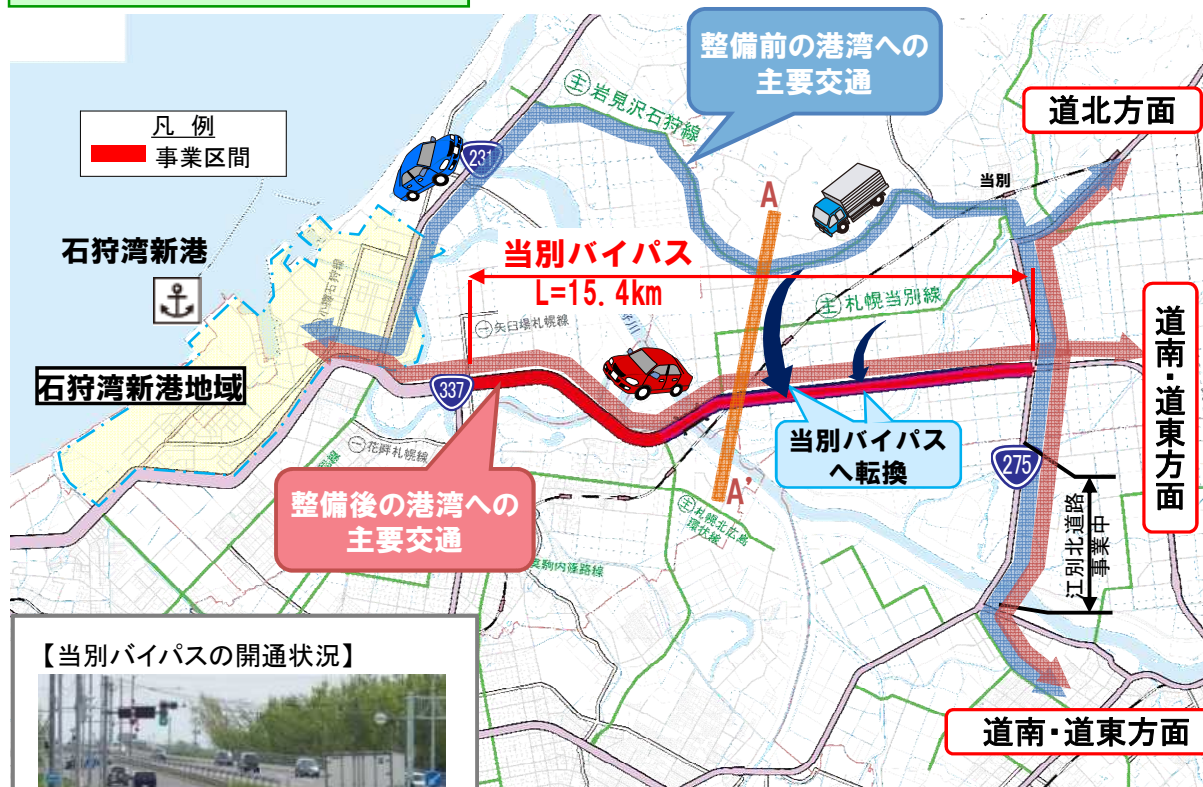 整備前の港湾への
主要交通
道北方面
凡 例
事業区間
主 岩見沢石狩線
231
当別
A
石狩湾新港
当別バイパス
L=15.4km
主 札幌当別線
一 矢臼場札幌線
石狩湾新港地域
337
道南・道東方面
一 花畔札幌線
当別バイパス
へ転換
275
整備後の港湾への
主要交通
A'
主 札幌北広島
環状線
江別北道路
事業中
道南・道東方面
【当別バイパスの開通状況】